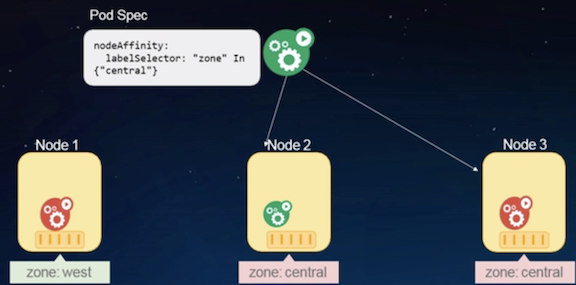 Pod Spec
nodeAffinity:
labelSelector: "zone" In
{"central"}
Node 1
Node 2
Node 3
zone: west
zone: central
zone: central